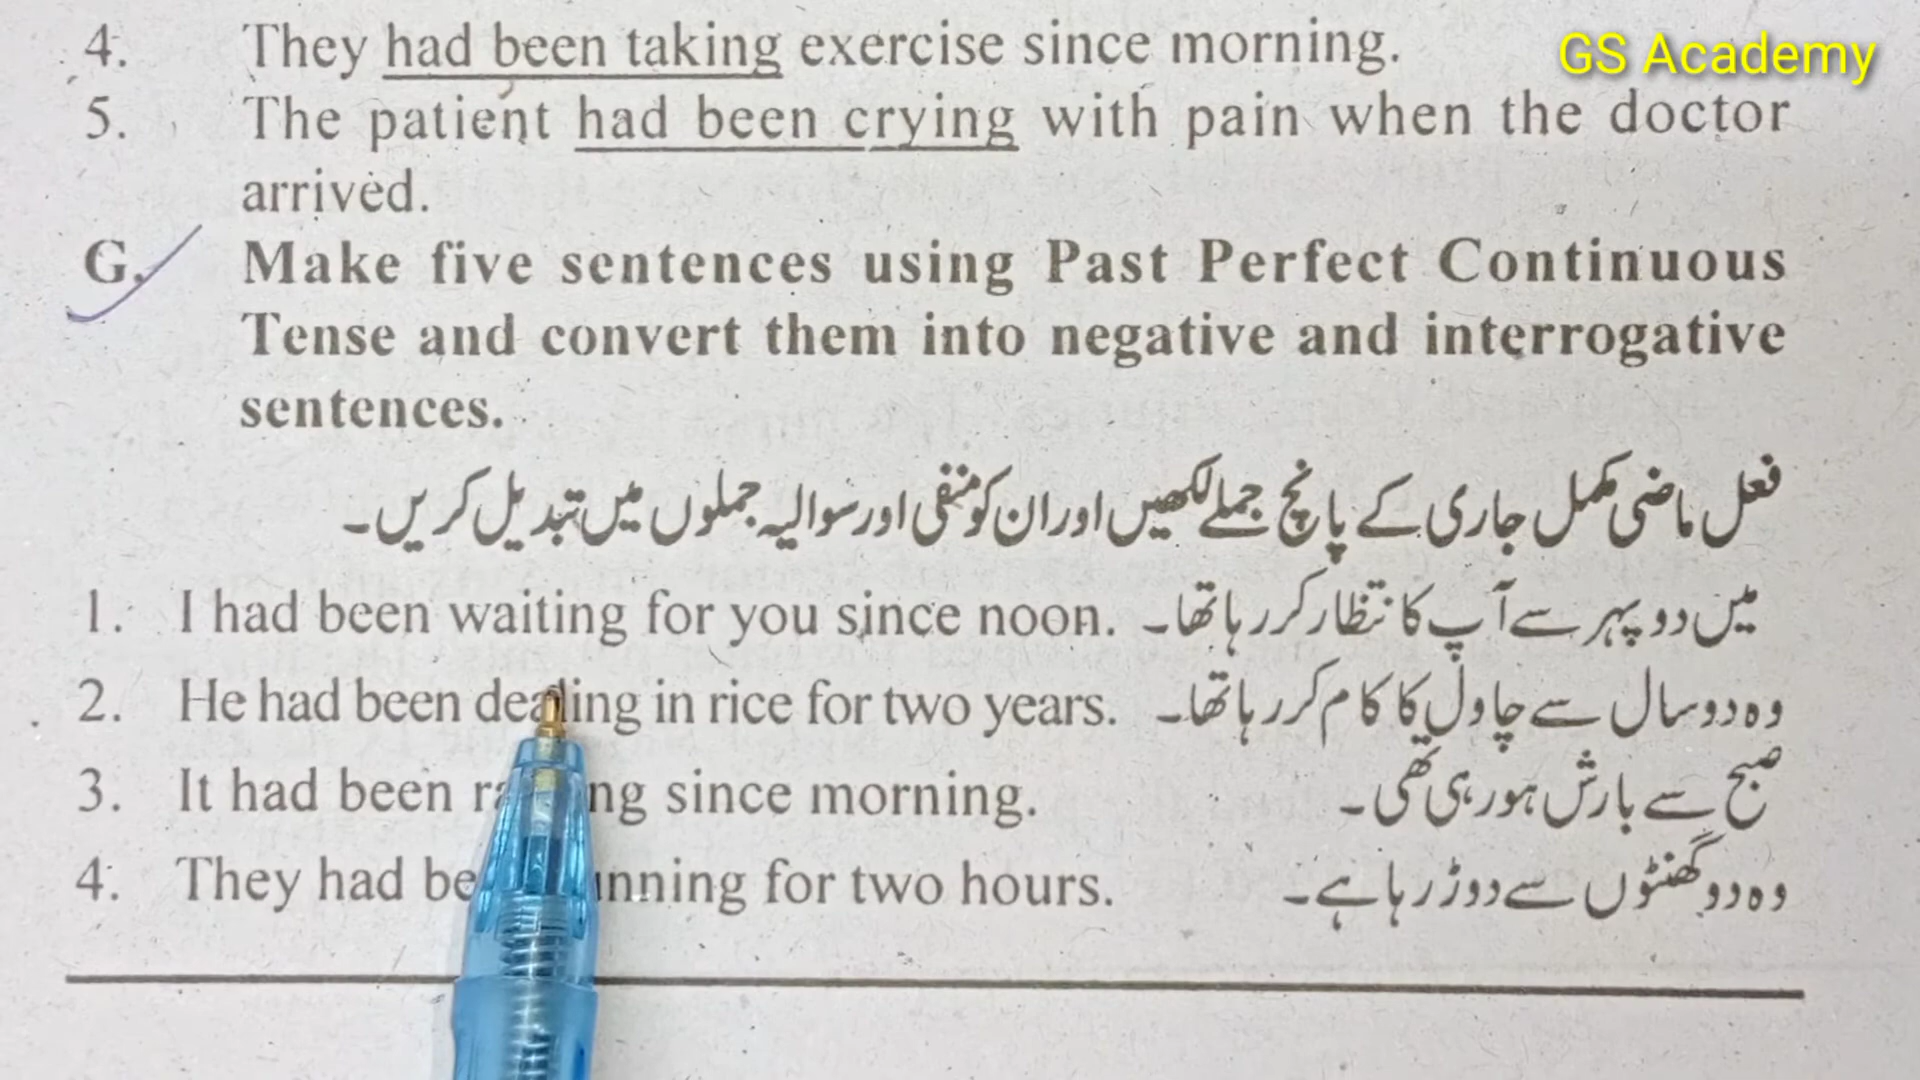 4. They had been taking exercise since morning.
GS Academy
5. The patient had been crying with pain when the doctor
arrived.
G. Make five sentences using Past Perfect Continuous
Tense and convert them into negative and interrogative
sentences.
فعل ماضی مکمل جاری کے پانچ جملے لکھیں اور ان کو منفی اور سوالیہ جملوں میں تبدیل کریں۔
1. I had been waiting for you since noon. میں دوپہر سے آپ کا انتظار کر رہا تھا۔
2. He had been dealing in rice for two years. وہ دو سال سے چاول کا کام کر رہا تھا۔
3. It had been raining since morning. صبح سے بارش ہو رہی تھی۔
4. They had for two hours. وہ دو گھنٹوں سے دوڑ رہا ہے۔